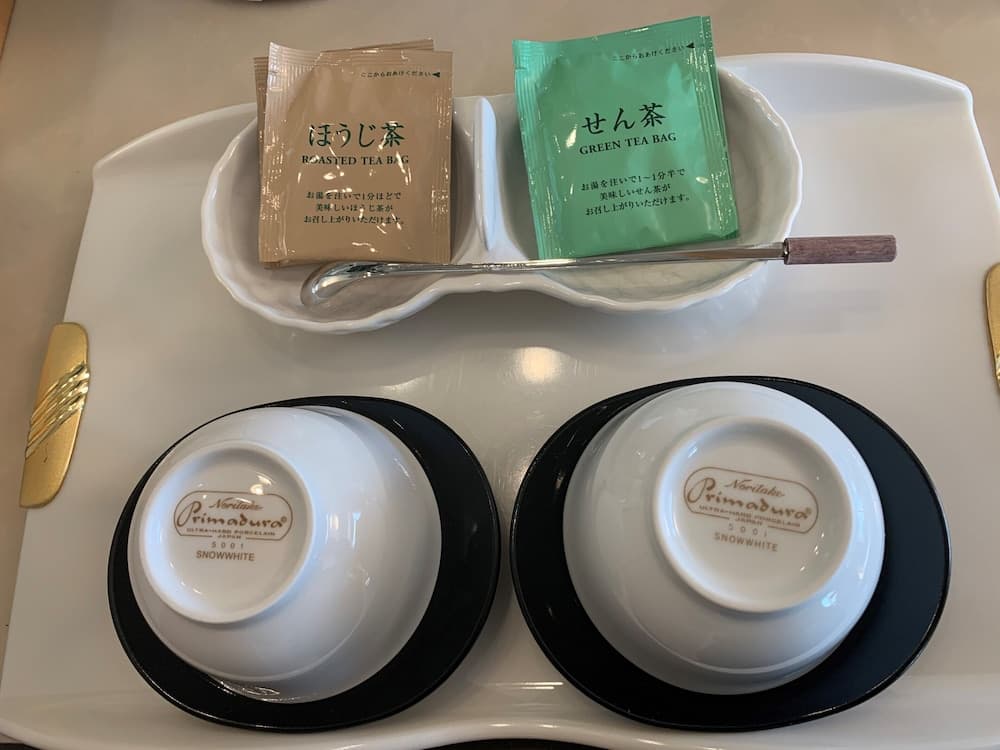 ここからおあけください◀
ほうじ茶
ROASTED TEA BAG
お湯を注いで1分ほどで
美味しいほうじ茶が
お召し上がりいただけます。
ここからおあけください◀
せん茶
GREEN TEA BAG
お湯を注いで1〜1分半で
美味しいせん茶が
お召し上がりいただけます。
Noritake
Primadura®
ULTRA-HARD PORCELAIN
JAPAN
5001
SNOWWHITE
Noritake
Primadura®
ULTRA-HARD PORCELAIN
JAPAN
5001
SNOWWHITE